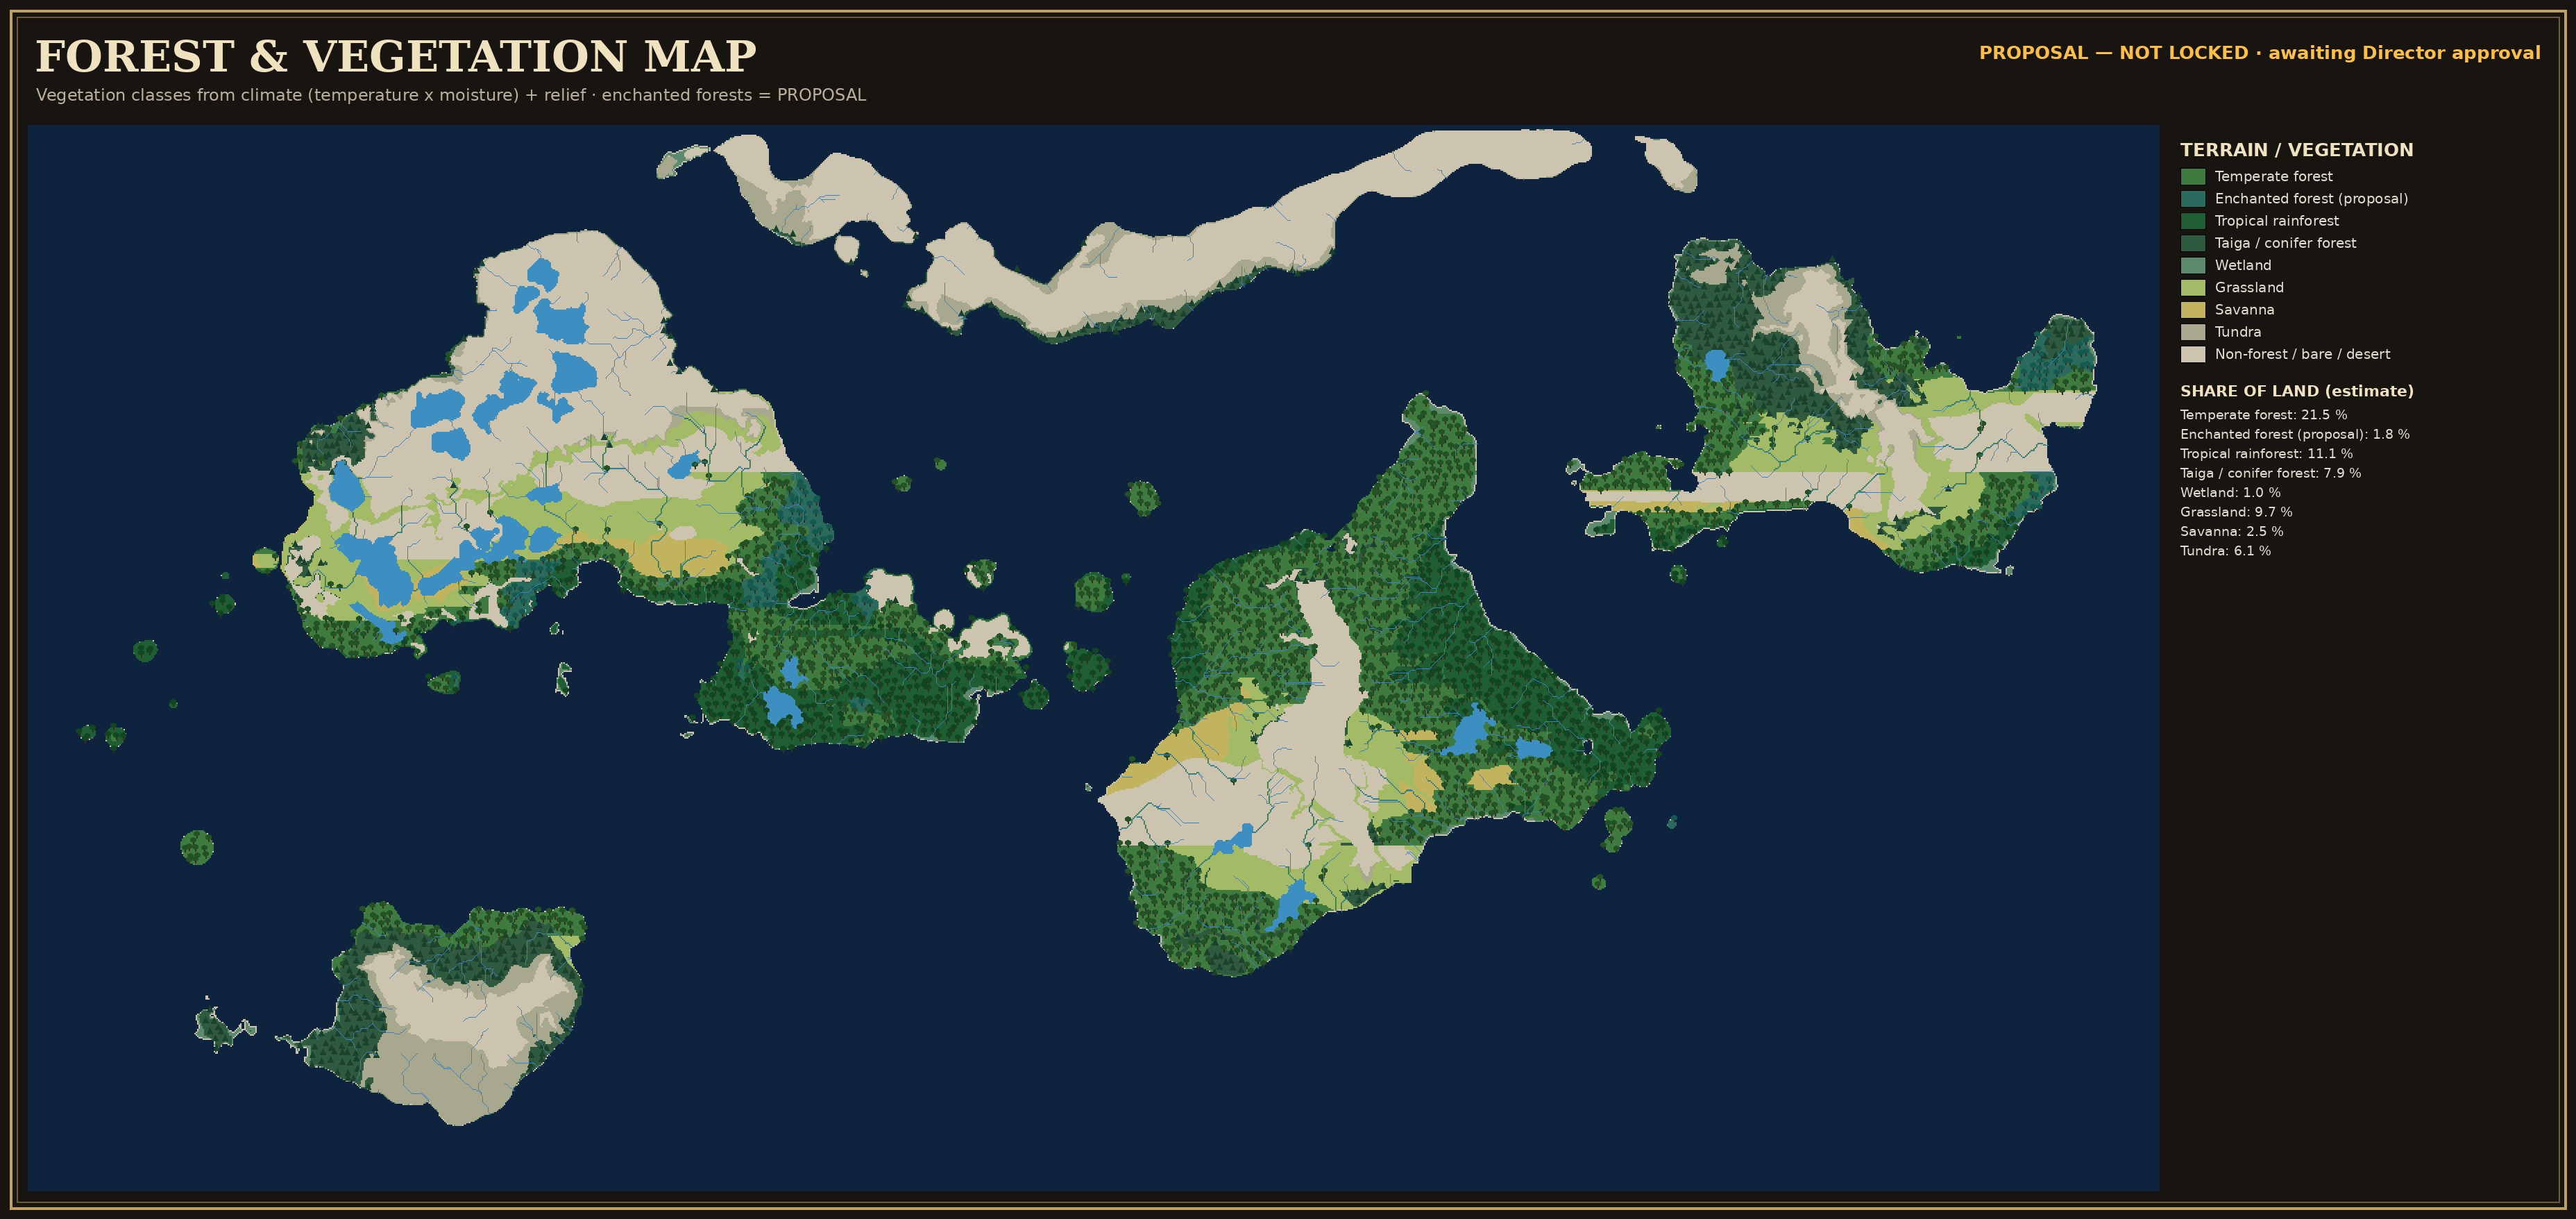 FOREST & VEGETATION MAP
PROPOSAL — NOT LOCKED · awaiting Director approval
Vegetation classes from climate (temperature x moisture) + relief · enchanted forests = PROPOSAL
TERRAIN / VEGETATION
Temperate forest
Enchanted forest (proposal)
Tropical rainforest
Taiga / conifer forest
Wetland
Grassland
Savanna
Tundra
Non-forest / bare / desert
SHARE OF LAND (estimate)
Temperate forest: 21.5 %
Enchanted forest (proposal): 1.8 %
Tropical rainforest: 11.1 %
Taiga / conifer forest: 7.9 %
Wetland: 1.0 %
Grassland: 9.7 %
Savanna: 2.5 %
Tundra: 6.1 %